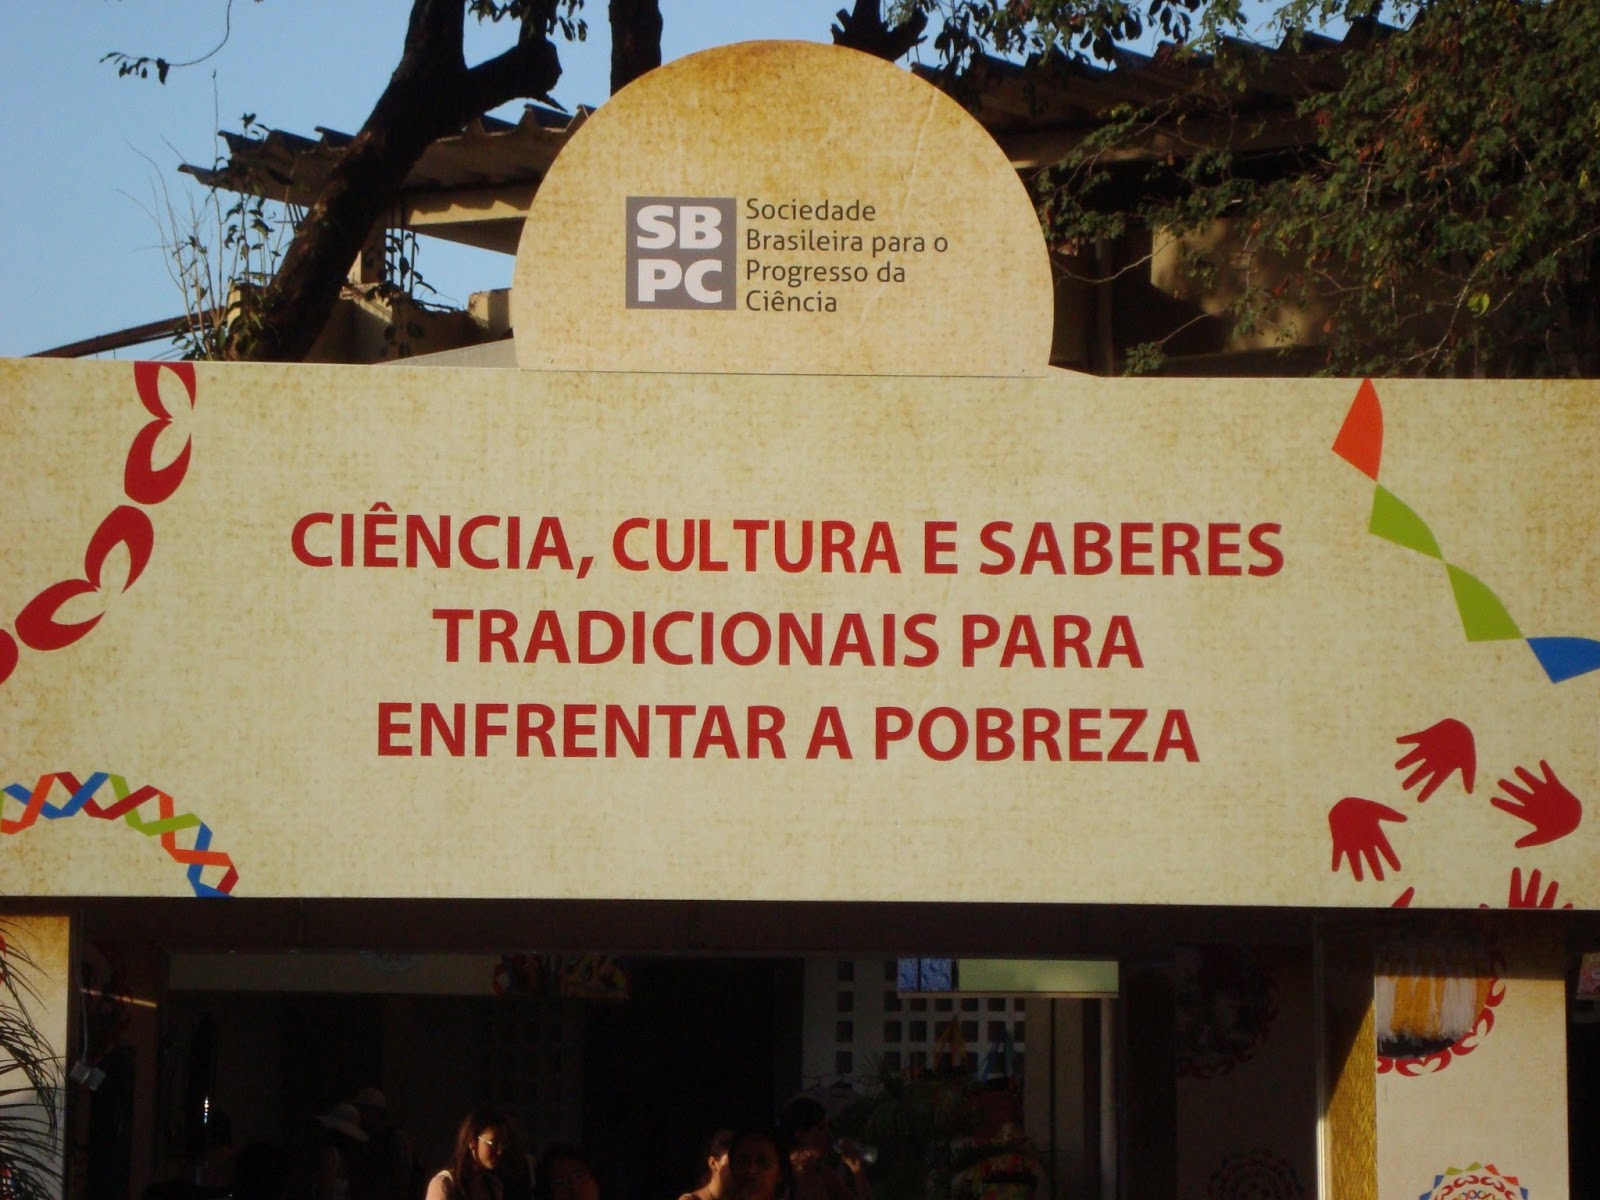 SB
PC
Sociedade
Brasileira para o
Progresso da
Ciência
CIÊNCIA, CULTURA E SABERES
TRADICIONAIS PARA
ENFRENTAR A POBREZA